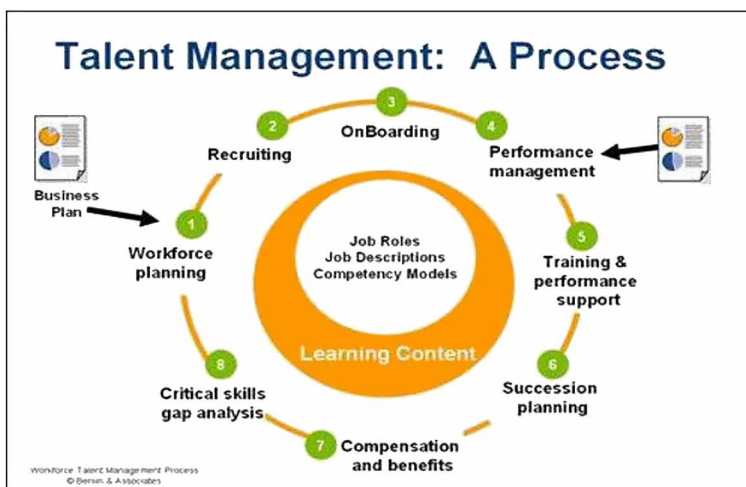 Talent Management: A Process
3
OnBoarding
2
Recruiting
4
Performance
management
Business
Plan
1
Workforce
planning
5
Training &
performance
support
Job Roles
Job Descriptions
Competency Models
Learning Content
8
Critical skills
gap analysis
6
Succession
planning
7
Compensation
and benefits
Workforce Talent Management Process
© Bersin & Associates